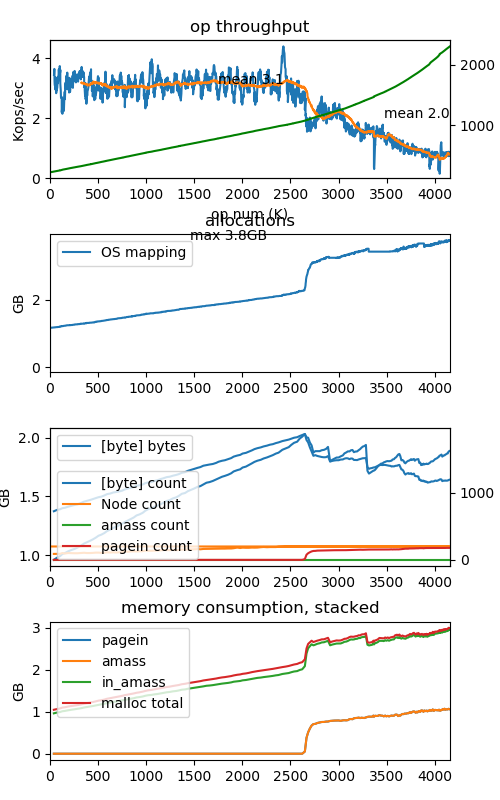 op throughput
4
2
0
Kops/sec
mean 3.1
mean 2.0
2000
1000
0 500 1000 1500 2000 2500 3000 3500 4000
op num (K)
allocations
max 3.8GB
OS mapping
2
0
GB
0 500 1000 1500 2000 2500 3000 3500 4000
[byte] bytes
[byte] count
Node count
amass count
pagein count
2.0
1.5
1.0
GB
1000
0
0 500 1000 1500 2000 2500 3000 3500 4000
memory consumption, stacked
pagein
amass
in_amass
malloc total
3
2
1
0
GB
0 500 1000 1500 2000 2500 3000 3500 4000